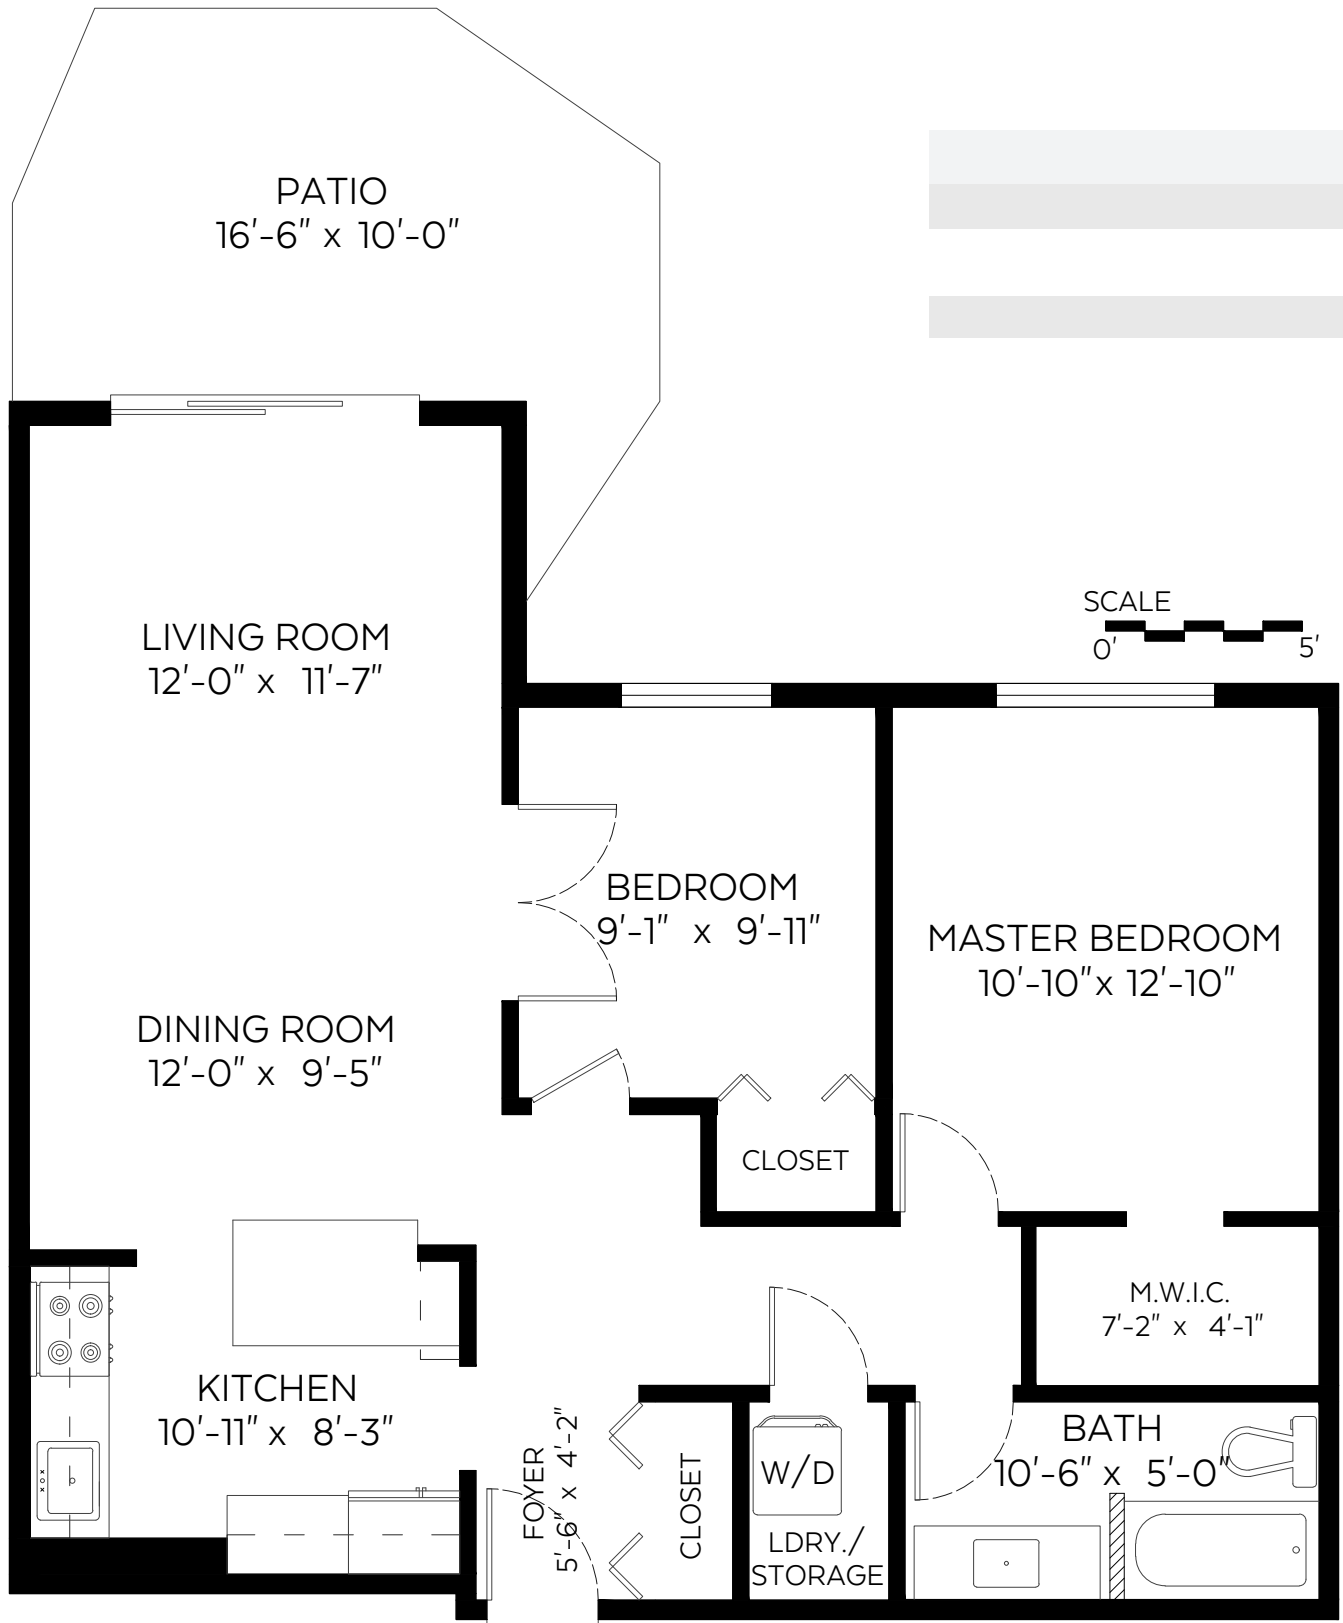 PATIO
16'-6" x 10'-0"
SCALE
0' 5'
LIVING ROOM
12'-0" x 11'-7"
BEDROOM
9'-1" x 9'-11"
MASTER BEDROOM
10'-10" x 12'-10"
DINING ROOM
12'-0" x 9'-5"
CLOSET
M.W.I.C.
7'-2" x 4'-1"
KITCHEN
10'-11" x 8'-3"
FOYER
5'-6" x 4'-2"
CLOSET
W/D
LDRY./
STORAGE
BATH
10'-6" x 5'-0"